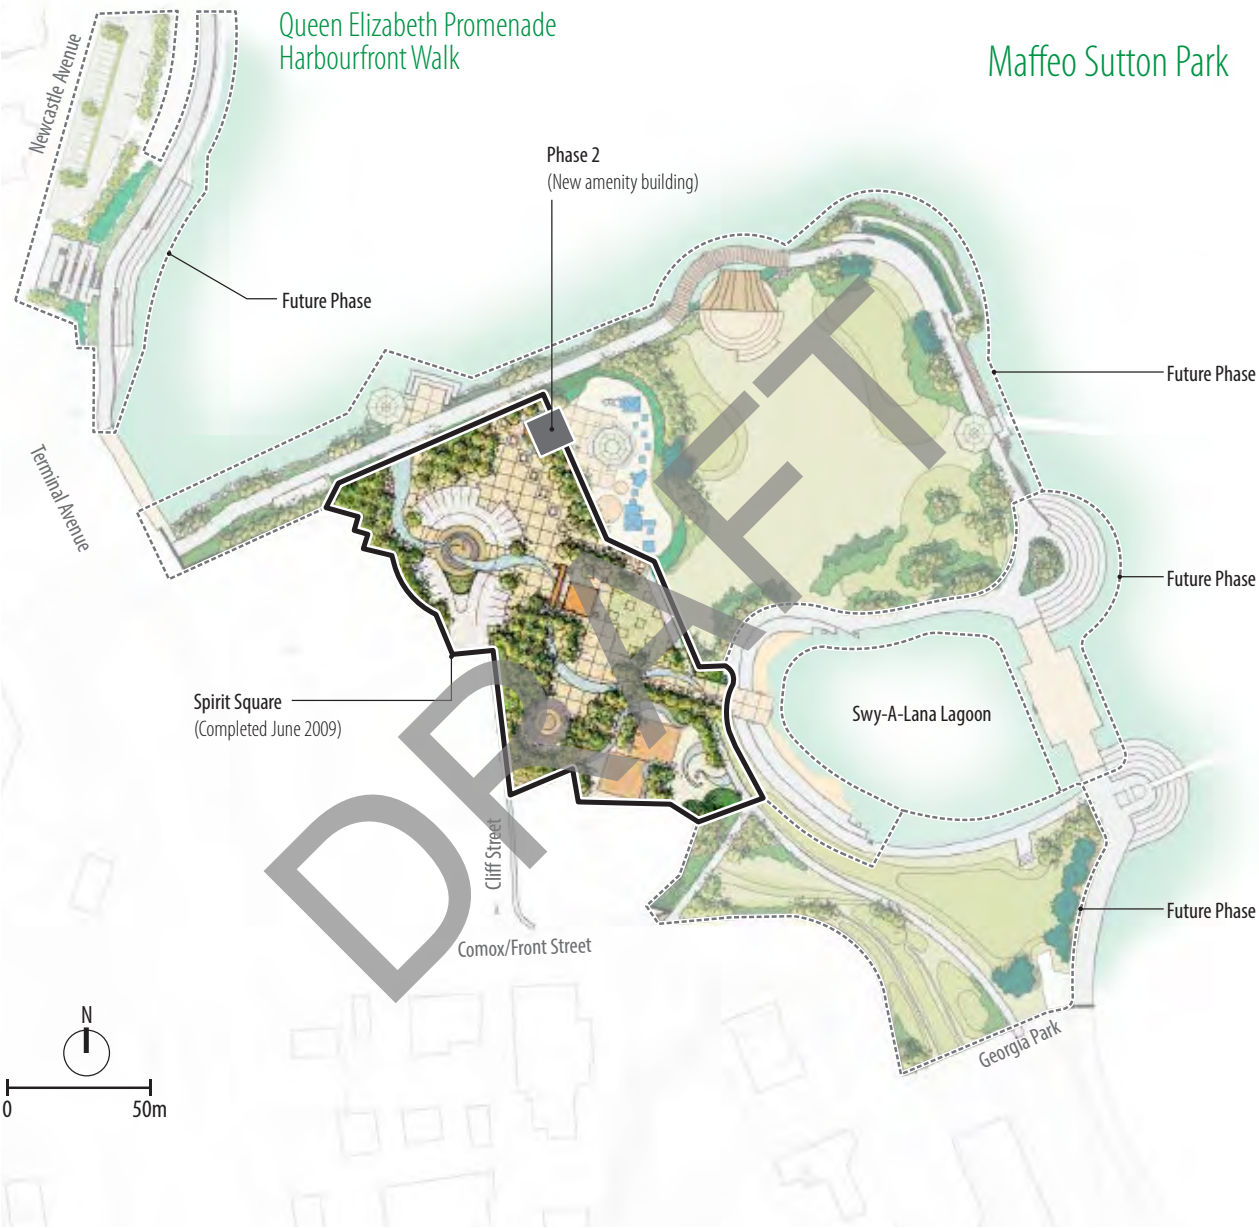 Queen Elizabeth Promenade
Harbourfront Walk
Maffeo Sutton Park
Newcastle Avenue
Phase 2
(New amenity building)
Future Phase
Future Phase
Terminal Avenue
Future Phase
Spirit Square
(Completed June 2009)
Swy-A-Lana Lagoon
DRAFT
Cliff Street
Future Phase
Comox/Front Street
Georgia Park
N
0 50m